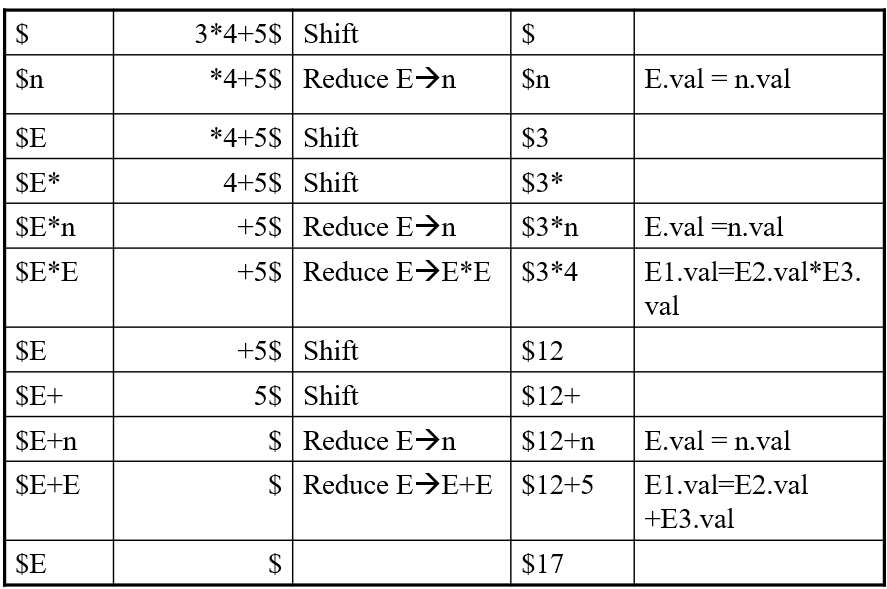 $ 3*4+5$ Shift $
$n *4+5$ Reduce E→n $n E.val = n.val
$E *4+5$ Shift $3
$E* 4+5$ Shift $3*
$E*n +5$ Reduce E→n $3*n E.val =n.val
$E*E +5$ Reduce E→E*E $3*4 E1.val=E2.val*E3.
val
$E +5$ Shift $12
$E+ 5$ Shift $12+
$E+n $ Reduce E→n $12+n E.val = n.val
$E+E $ Reduce E→E+E $12+5 E1.val=E2.val
+E3.val
$E $ $17